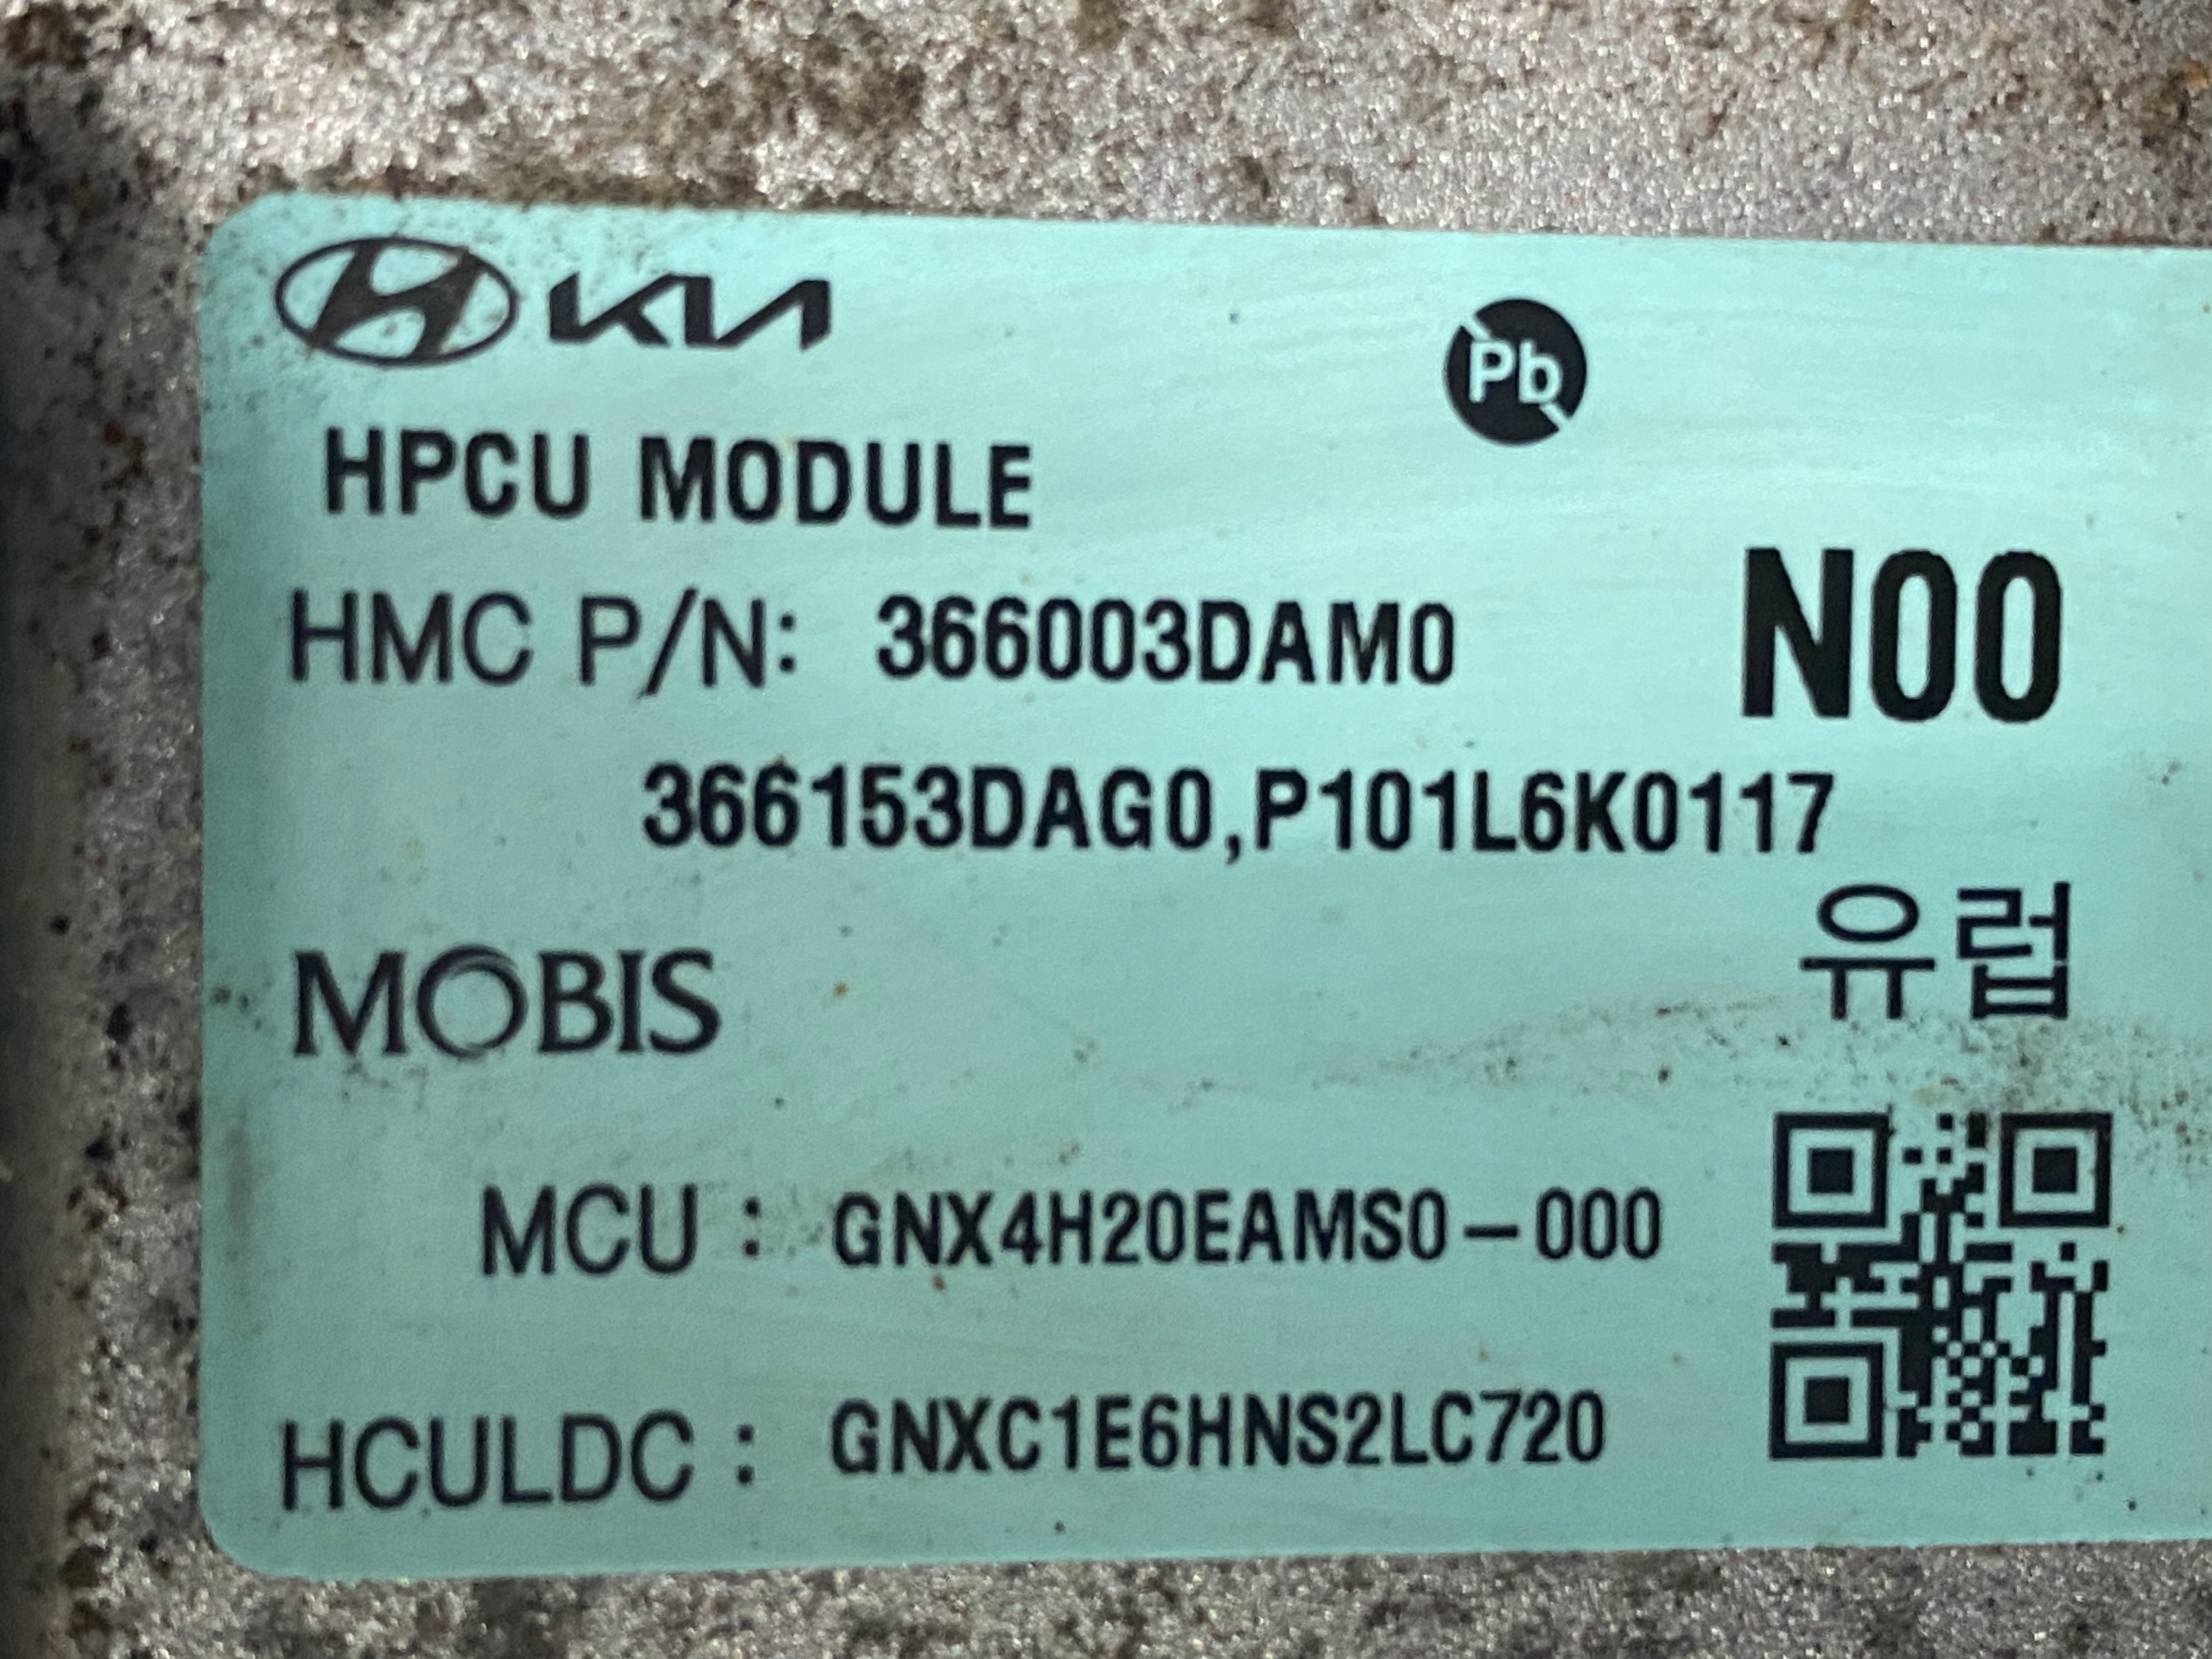 KIA
Pb
HPCU MODULE
HMC P/N: 366003DAM0
N00
366153DAG0,P101L6K0117
유럽
MOBIS
MCU : GNX4H20EAMS0-000
HCULDC : GNXC1E6HNS2LC720